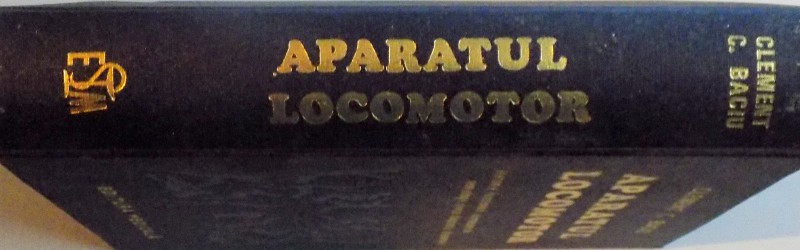 APARATUL
LOCOMOTOR
CLEMENT
C. BACIU
ESM
APARATUL
LOCOMOTOR